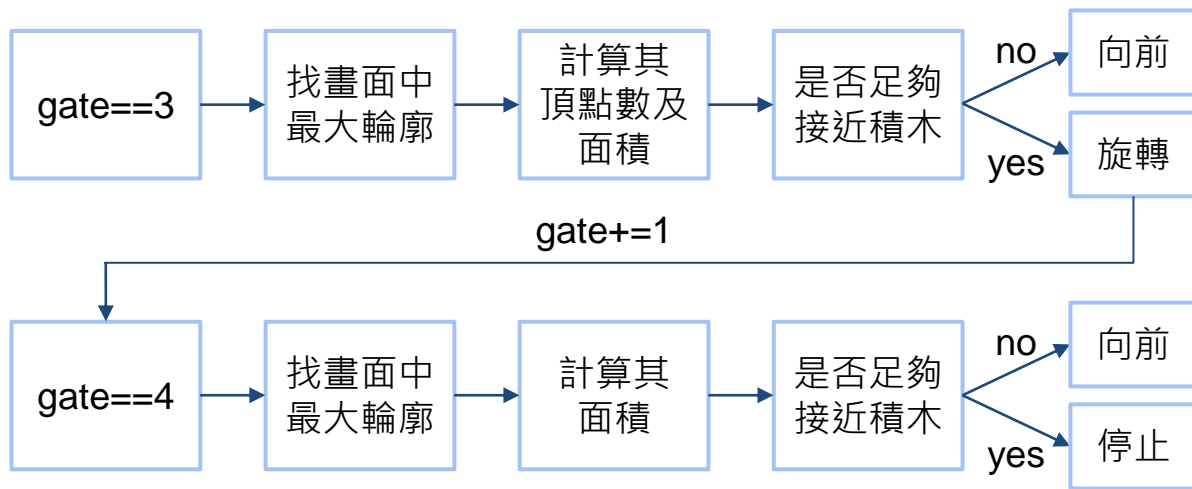 gate==3
找畫面中
最大輪廓
計算其
頂點數及
面積
是否足夠
接近積木
no
向前
yes
旋轉
gate+=1
gate==4
找畫面中
最大輪廓
計算其
面積
是否足夠
接近積木
no
向前
yes
停止